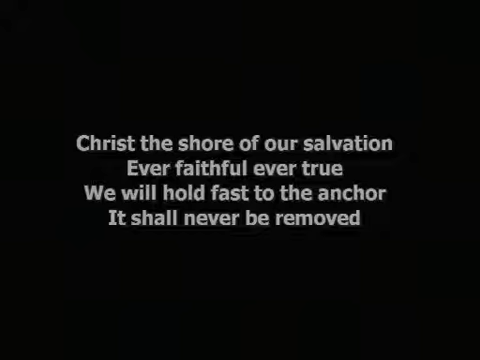 Christ the shore of our salvation
Ever faithful ever true
We will hold fast to the anchor
It shall never be removed